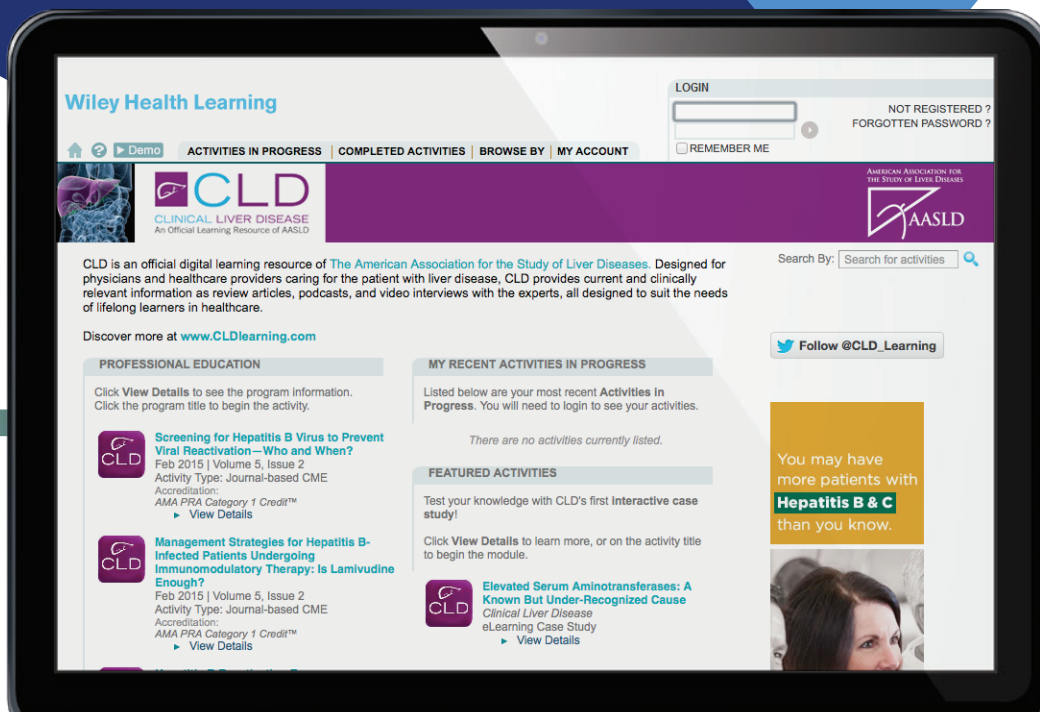 LOGIN
Wiley Health Learning
NOT REGISTERED ?
FORGOTTEN PASSWORD ?
REMEMBER ME
Demo
ACTIVITIES IN PROGRESS | COMPLETED ACTIVITIES | BROWSE BY | MY ACCOUNT
CLD
CLINICAL LIVER DISEASE
An Official Learning Resource of AASLD
American Association for
the Study of Liver Diseases
AASLD
CLD is an official digital learning resource of The American Association for the Study of Liver Diseases. Designed for
physicians and healthcare providers caring for the patient with liver disease, CLD provides current and clinically
relevant information as review articles, podcasts, and video interviews with the experts, all designed to suit the needs
of lifelong learners in healthcare.
Discover more at www.CLDlearning.com
Search By: Search for activities
Follow @CLD_Learning
PROFESSIONAL EDUCATION
Click View Details to see the program information.
Click the program title to begin the activity.
CLD
Screening for Hepatitis B Virus to Prevent
Viral Reactivation—Who and When?
Feb 2015 | Volume 5, Issue 2
Activity Type: Journal-based CME
Accreditation:
AMA PRA Category 1 Credit™
View Details
CLD
Management Strategies for Hepatitis B-
Infected Patients Undergoing
Immunomodulatory Therapy: Is Lamivudine
Enough?
Feb 2015 | Volume 5, Issue 2
Activity Type: Journal-based CME
Accreditation:
AMA PRA Category 1 Credit™
View Details
MY RECENT ACTIVITIES IN PROGRESS
Listed below are your most recent Activities in
Progress. You will need to login to see your activities.
There are no activities currently listed.
FEATURED ACTIVITIES
Test your knowledge with CLD's first interactive case
study!
Click View Details to learn more, or on the activity title
to begin the module.
CLD
Elevated Serum Aminotransferases: A
Known But Under-Recognized Cause
Clinical Liver Disease
eLearning Case Study
View Details
You may have
more patients with
Hepatitis B & C
than you know.